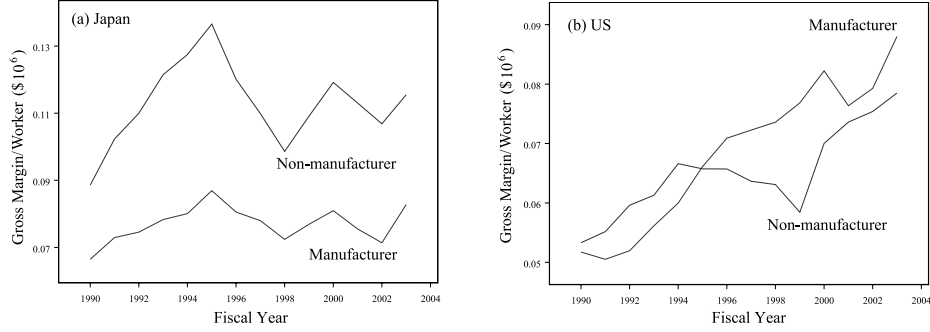 (a) Japan
Gross Margin/Worker ($10⁶)
0.13
0.11
0.09
0.07
Non-manufacturer
Manufacturer
1990 1992 1994 1996 1998 2000 2002 2004
Fiscal Year
(b) US
Gross Margin/Worker ($10⁶)
0.09
0.08
0.07
0.06
0.05
Manufacturer
Non-manufacturer
1990 1992 1994 1996 1998 2000 2002 2004
Fiscal Year